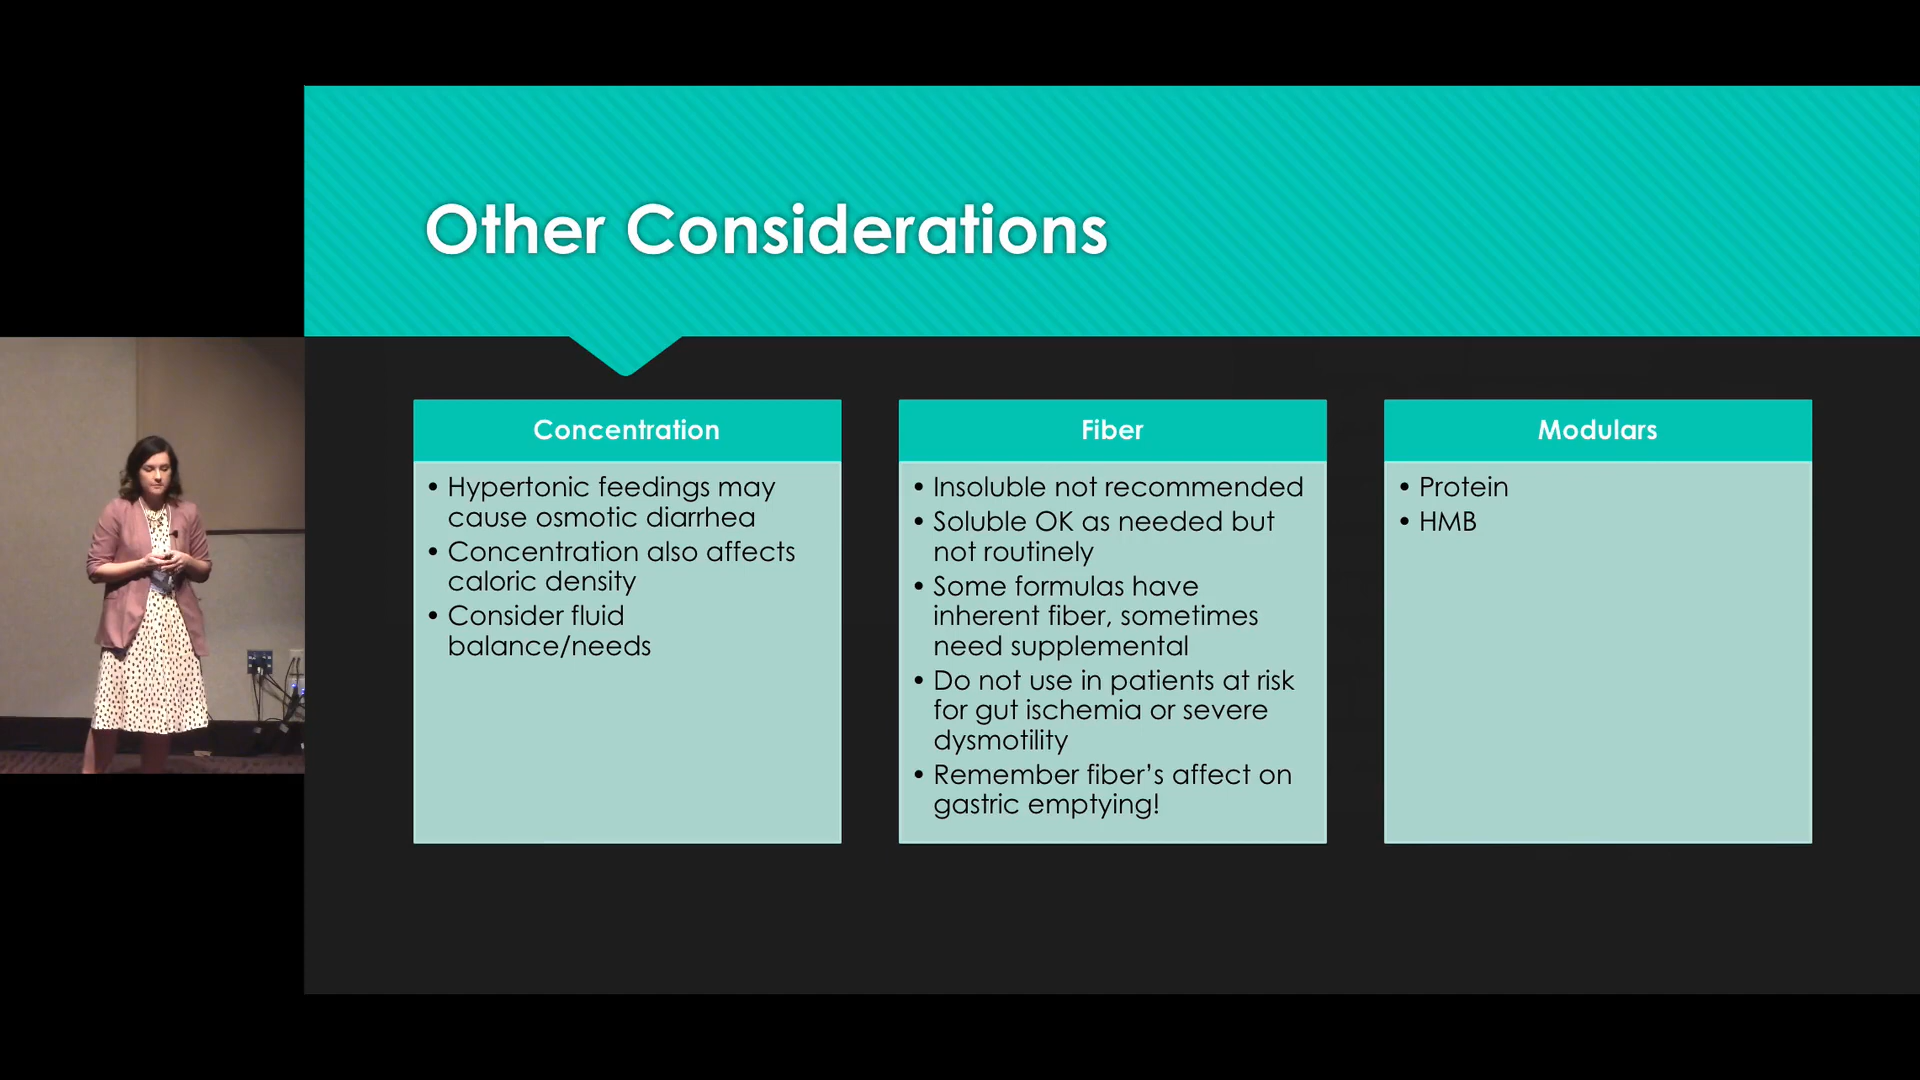 Other Considerations
Concentration
• Hypertonic feedings may
cause osmotic diarrhea
• Concentration also affects
caloric density
• Consider fluid
balance/needs
Fiber
• Insoluble not recommended
• Soluble OK as needed but
not routinely
• Some formulas have
inherent fiber, sometimes
need supplemental
• Do not use in patients at risk
for gut ischemia or severe
dysmotility
• Remember fiber’s affect on
gastric emptying!
Modulars
• Protein
• HMB